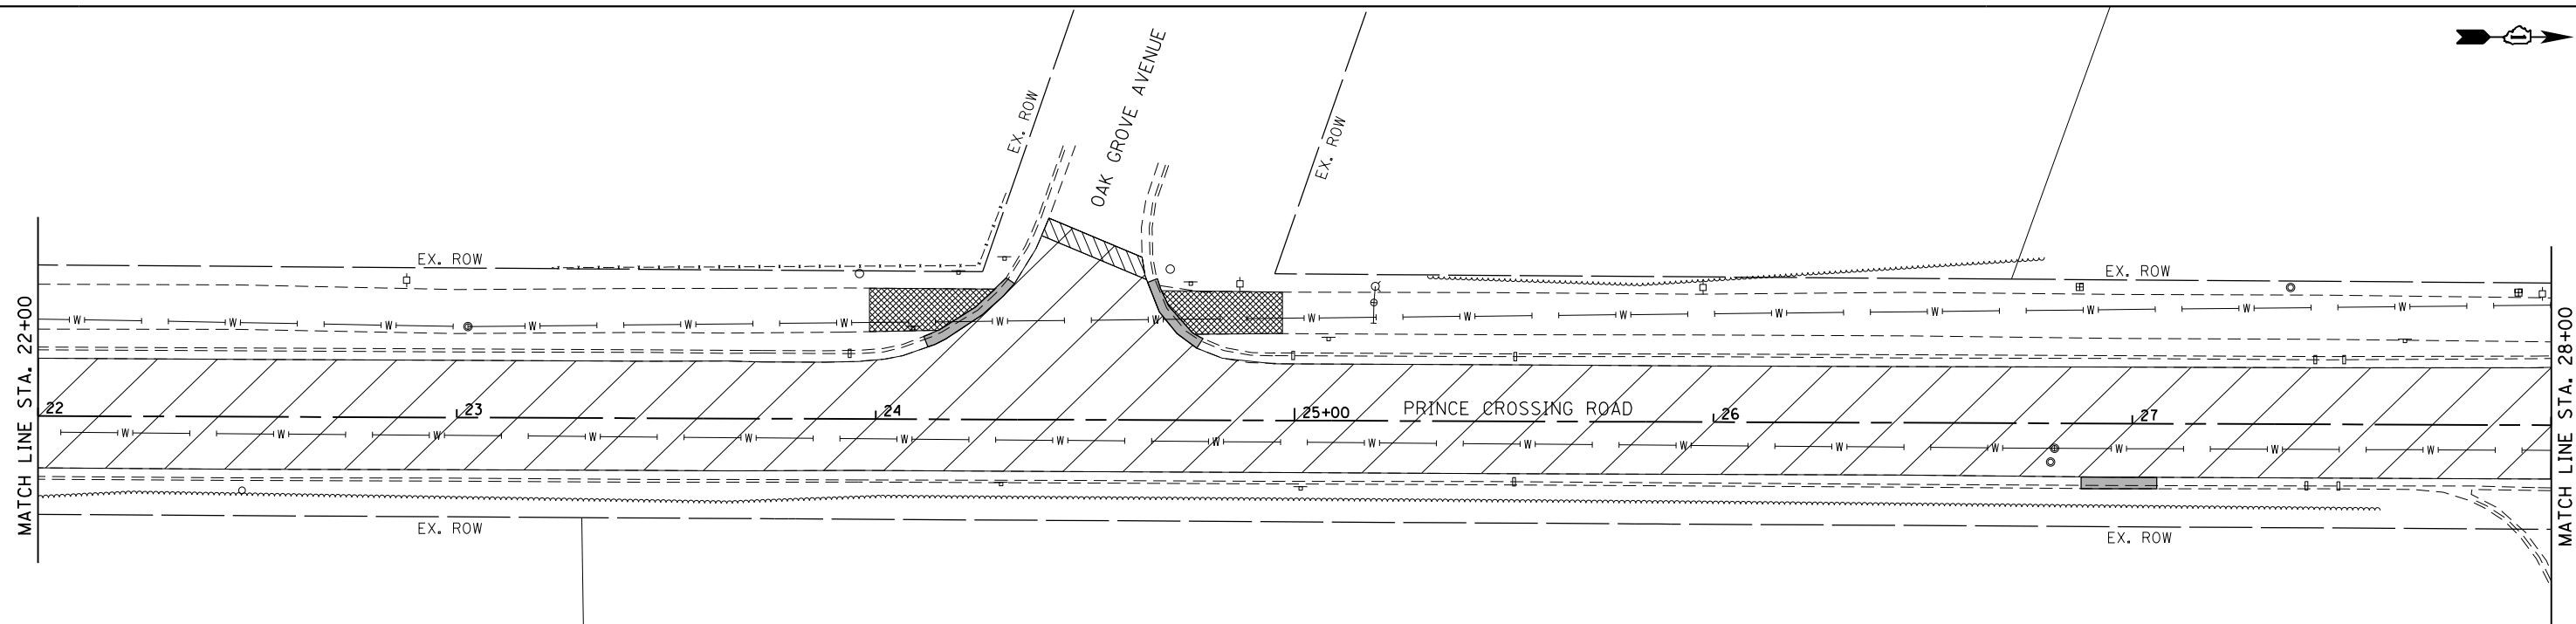 OAK GROVE AVENUE
EX. ROW
EX. ROW
EX. ROW
EX. ROW
W W W W W W W W W W W W W W W W
MATCH LINE STA. 22+00
22
23
24
25+00
PRINCE CROSSING ROAD
26
27
MATCH LINE STA. 28+00
W W W W W W W W W W W W W W W W
EX. ROW
EX. ROW